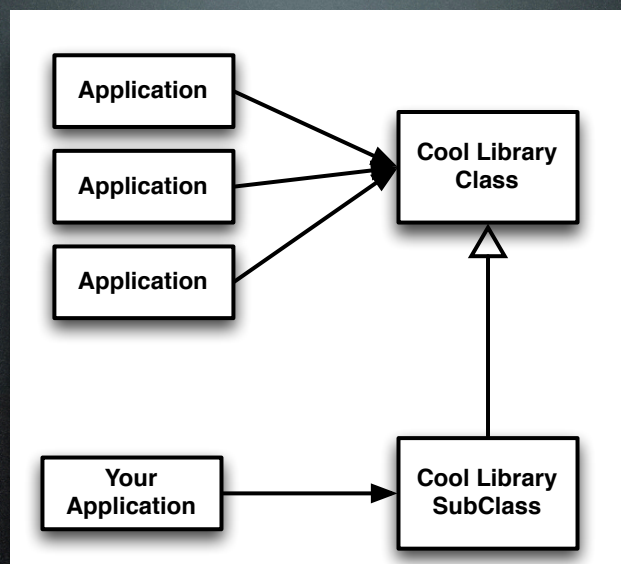 Application
Application
Application
Cool Library
Class
Your
Application
Cool Library
SubClass